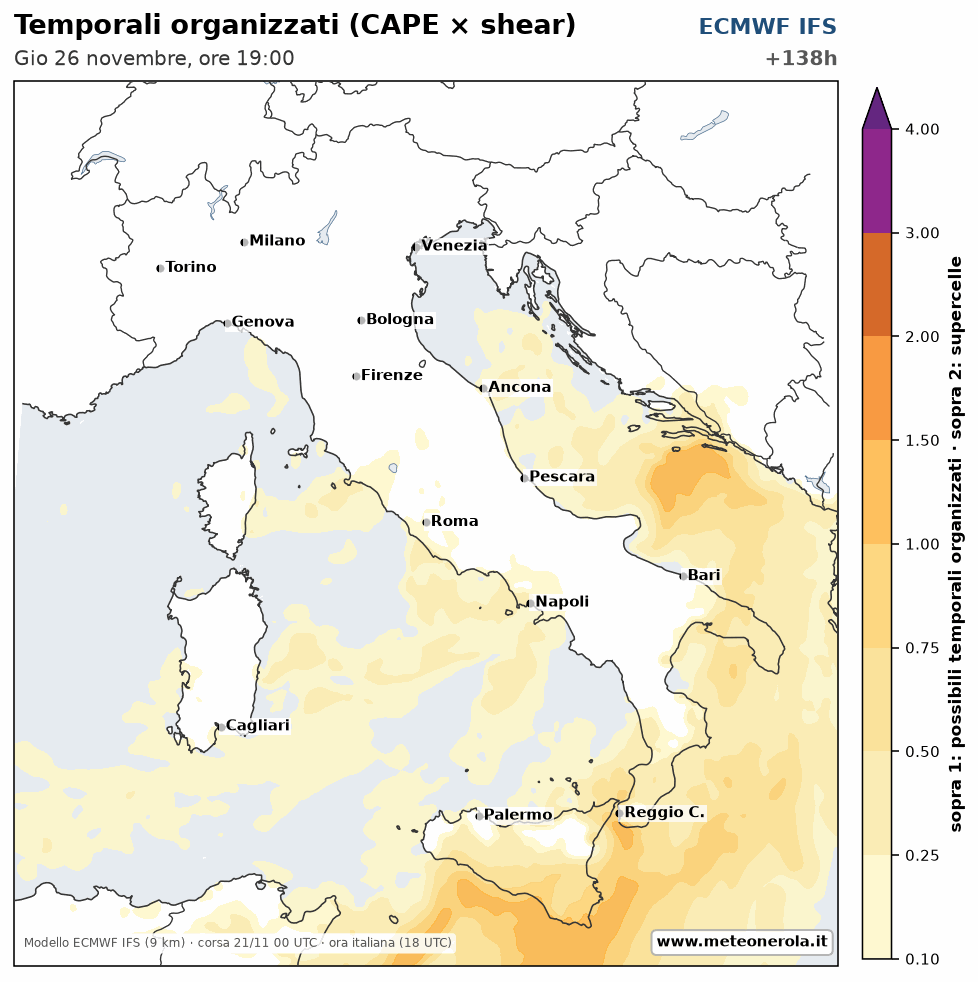 Temporali organizzati (CAPE × shear)
ECMWF IFS
Gio 26 novembre, ore 19:00
+138h
Milano
Venezia
Torino
Genova
Bologna
Firenze
Ancona
Pescara
Roma
Bari
Napoli
Cagliari
Palermo
Reggio C.
Modello ECMWF IFS (9 km) · corsa 21/11 00 UTC · ora italiana (18 UTC)
www.meteonerola.it
4.00
3.00
2.00
1.50
1.00
0.75
0.50
0.25
0.10
sopra 1: possibili temporali organizzati · sopra 2: supercelle